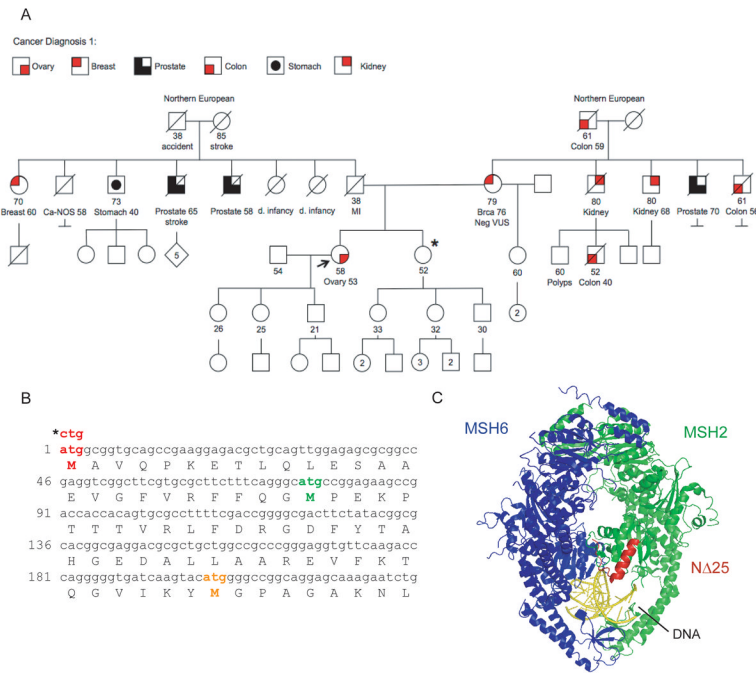 A
Cancer Diagnosis 1:
Ovary Breast Prostate Colon Stomach Kidney
Northern European Northern European
38 85 61
accident stroke Colon 59
70 73 38 79 80 80 61
Breast 60 Ca-NOS 58 Stomach 40 Prostate 65 Prostate 58 d. infancy d. infancy MI Brca 76 Kidney Kidney 68 Prostate 70 Colon 56
stroke Neg VUS
5 54 58 * 52 60 60 52
Ovary 53 Polyps Colon 40
26 25 21 33 32 30 2
2 3 2
B C
*ctg
1 atggcggtgcagccgaaggagacgctgcagttggagagcgcggcc
M A V Q P K E T L Q L E S A A
46 gaggtcggcttcgtgcgcttctttcagggcatgccggagaagccg
E V G F V R F F Q G M P E K P
91 accaccacagtgcgccttttcgaccggggcgacttctatacggcg
T T T V R L F D R G D F Y T A
136 cacggcgaggacgcgctgctggccgcccgggaggtgttcaagacc
H G E D A L L A A R E V F K T
181 cagggggtgatcaagtacatggggccggcaggagcaaagaatctg
Q G V I K Y M G P A G A K N L
MSH6 MSH2
NΔ25
DNA